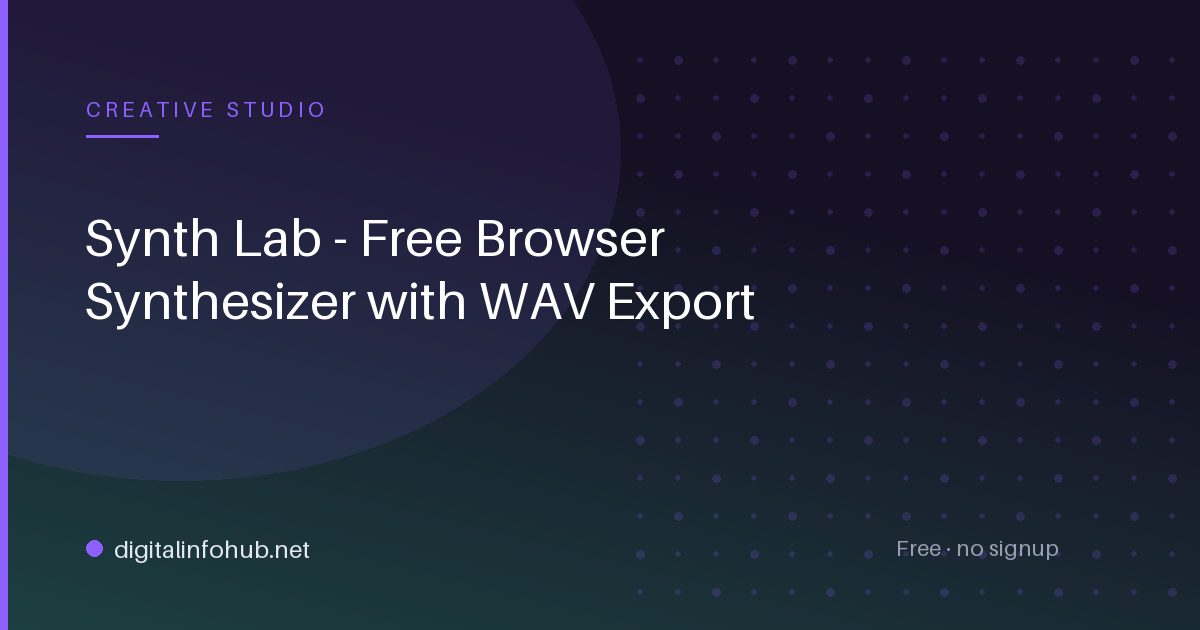 CREATIVE STUDIO
Synth Lab - Free Browser
Synthesizer with WAV Export
digitalinfohub.net
Free · no signup